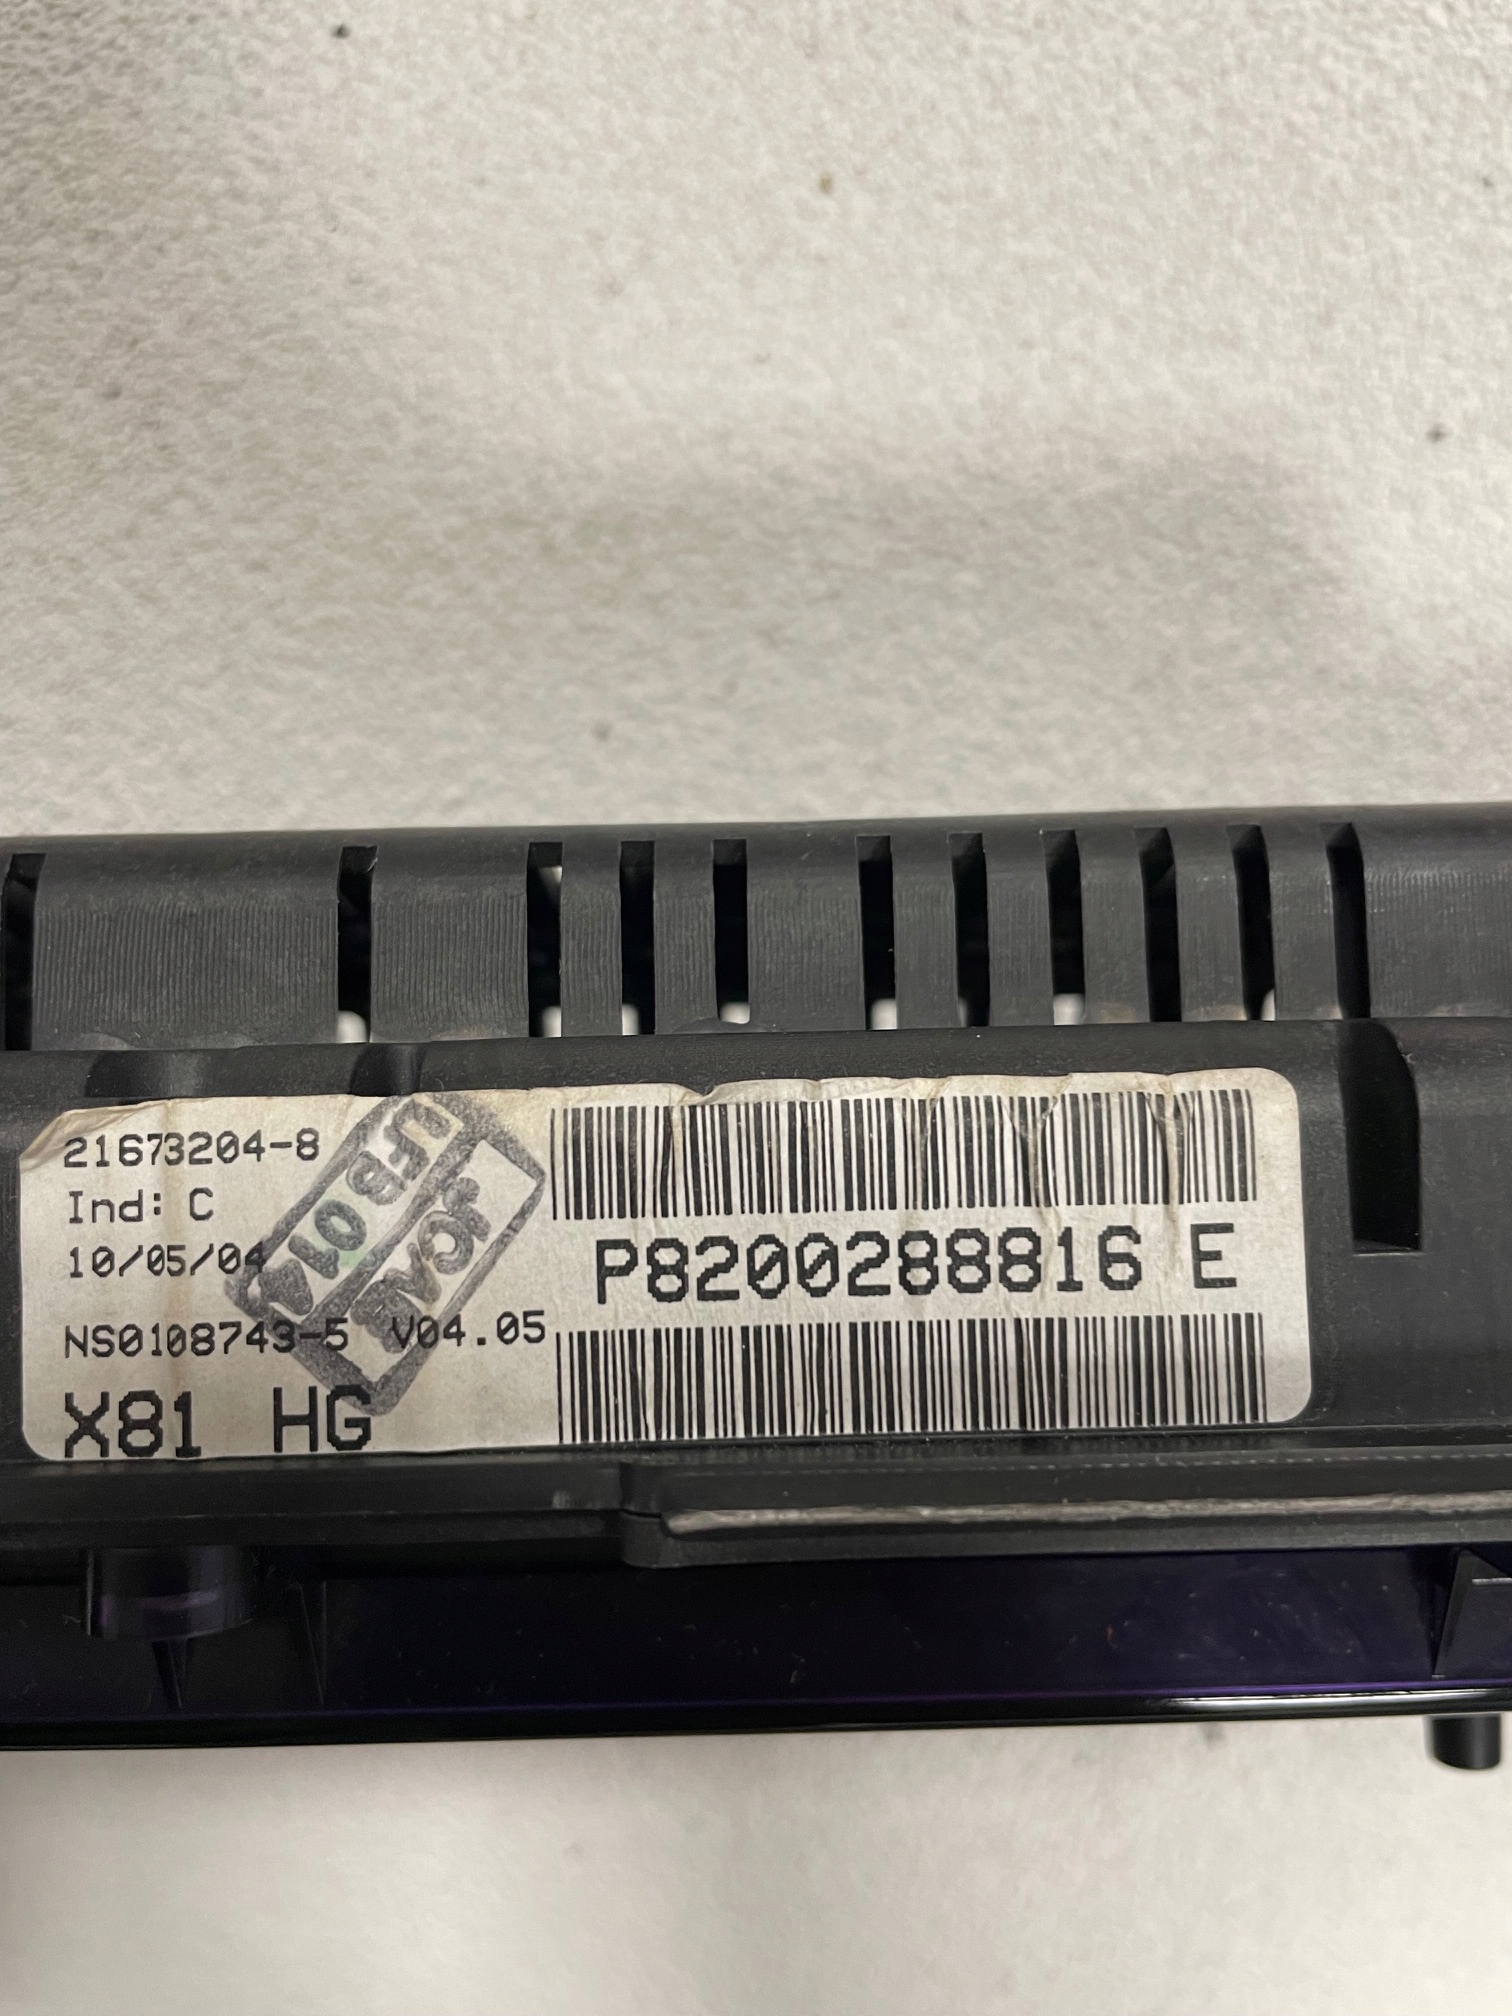 21673204-8
Ind: C
10/05/04
NS0108743-5 V04.05
X81 HG
P8200288816 E